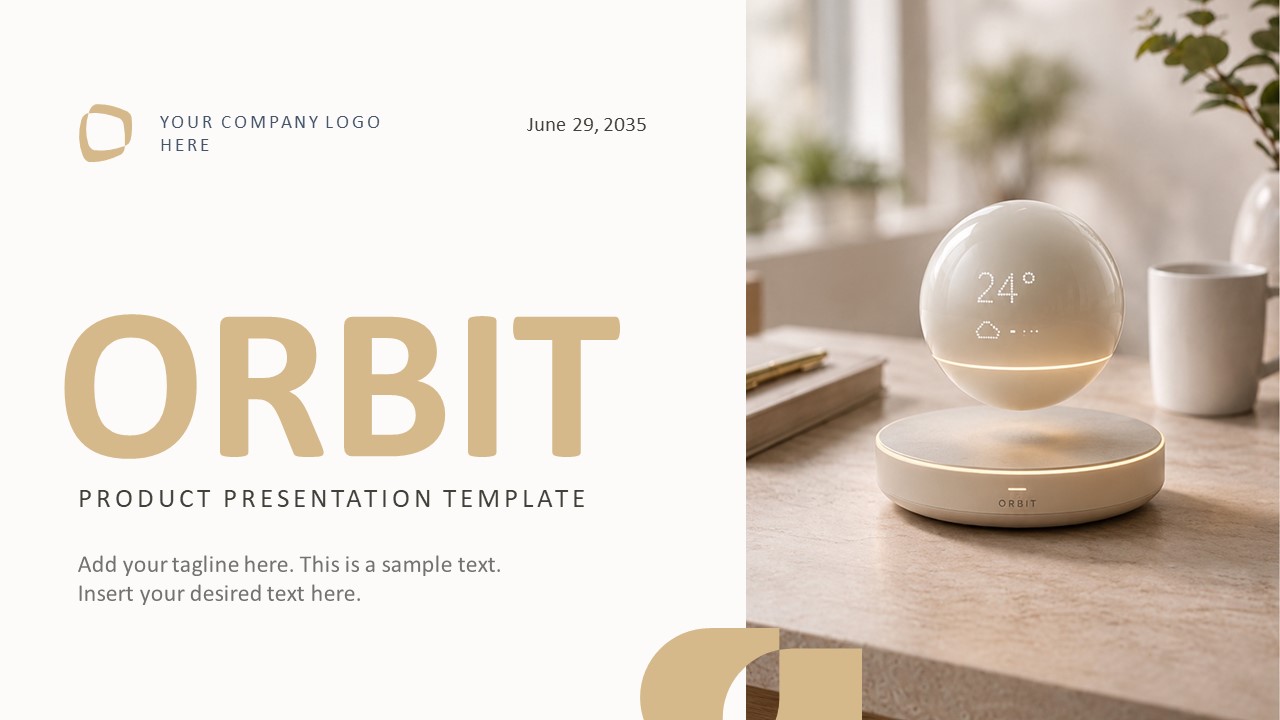 YOUR COMPANY LOGO
HERE
June 29, 2035
ORBIT
PRODUCT PRESENTATION TEMPLATE
Add your tagline here. This is a sample text.
Insert your desired text here.
24°
ORBIT